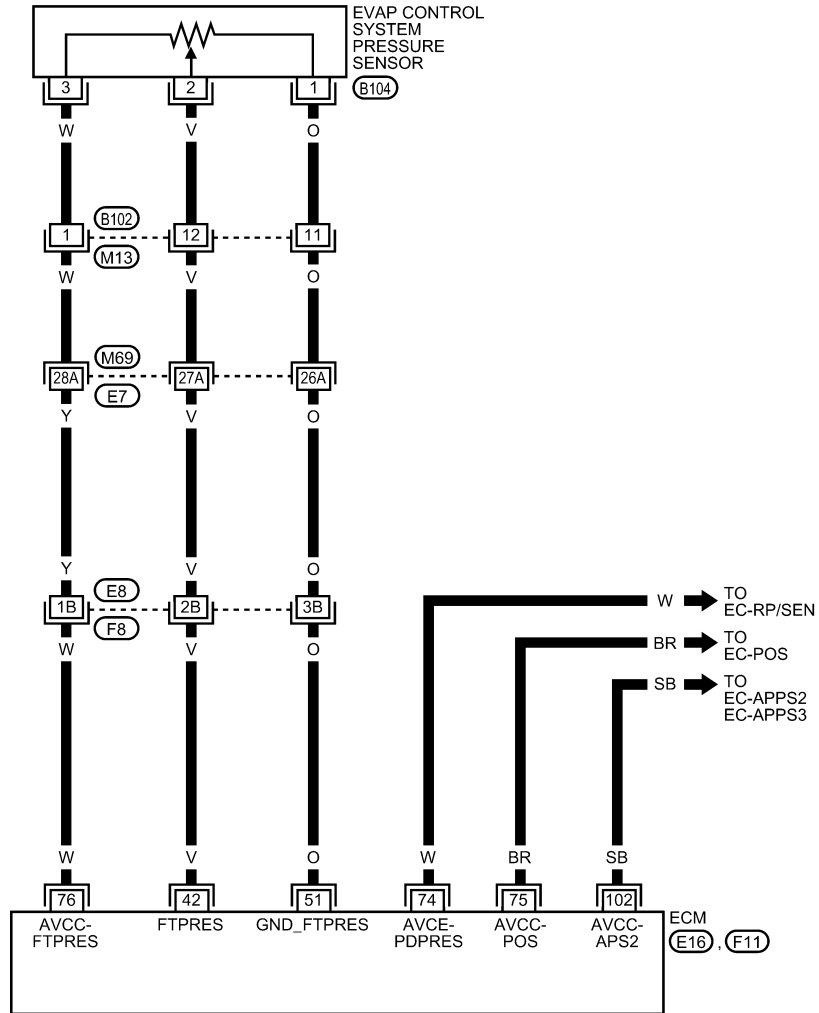 EVAP CONTROL
SYSTEM
PRESSURE
SENSOR
3 2 1 B104
W V O
1 B102 12 11
M13
W V O
28A M69 27A 26A
E7
Y V O
Y V O
1B E8 2B 3B
F8
W V O
W TO
EC-RP/SEN
BR TO
EC-POS
SB TO
EC-APPS2
EC-APPS3
W V O W BR SB
76 42 51 74 75 102
AVCC-
FTPRES
FTPRES
GND_FTPRES
AVCE-
PDPRES
AVCC-
POS
AVCC-
APS2
ECM
E16 , F11